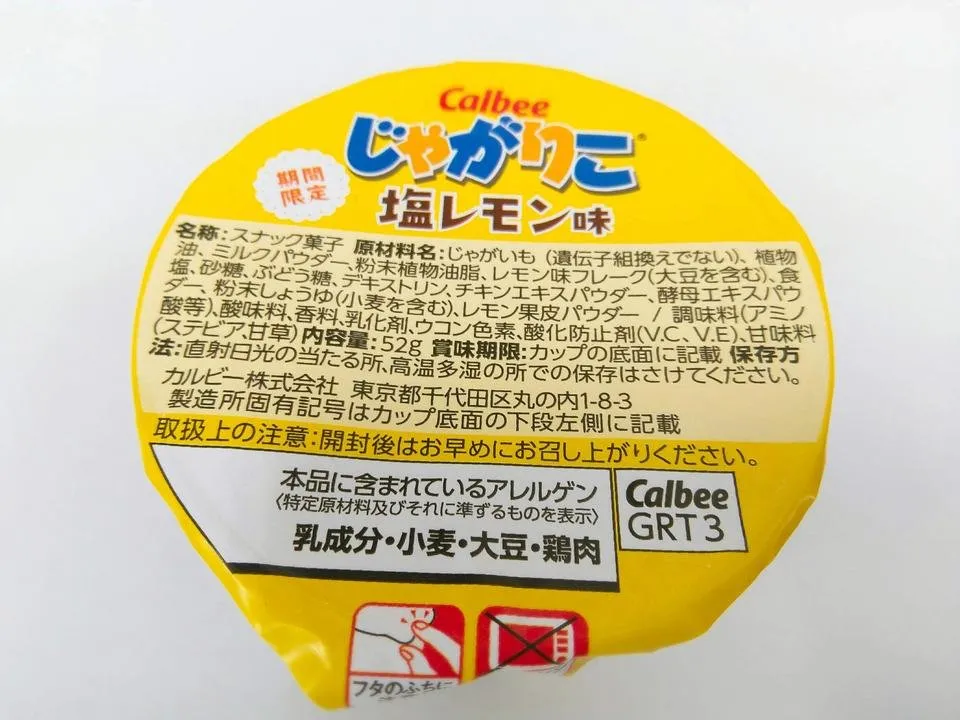 Calbee
じゃがりこ®
期間
限定
塩レモン味
名称:スナック菓子 原材料名:じゃがいも(遺伝子組換えでない)、植物
油、ミルクパウダー、粉末植物油脂、レモン味フレーク(大豆を含む)、食
塩、砂糖、ぶどう糖、デキストリン、チキンエキスパウダー、酵母エキスパウ
ダー、粉末しょうゆ(小麦を含む)、レモン果皮パウダー / 調味料(アミノ
酸等)、酸味料、香料、乳化剤、ウコン色素、酸化防止剤(V.C、V.E)、甘味料
(ステビア、甘草) 内容量:52g 賞味期限:カップの底面に記載 保存方
法:直射日光の当たる所、高温多湿の所での保存はさけてください。
カルビー株式会社 東京都千代田区丸の内1-8-3
製造所固有記号はカップ底面の下段左側に記載
取扱上の注意:開封後はお早めにお召し上がりください。
本品に含まれているアレルゲン
〈特定原材料及びそれに準ずるものを表示〉
乳成分・小麦・大豆・鶏肉
Calbee
GRT3
フタのふちに